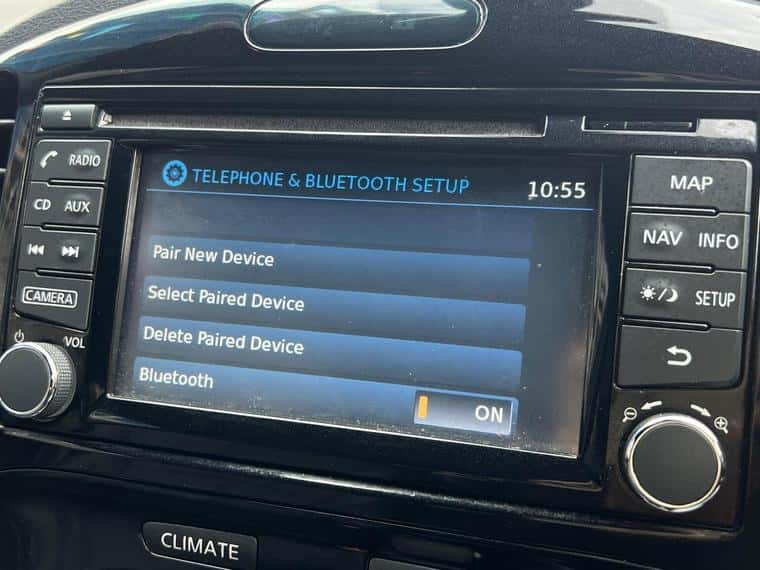 RADIO
CD AUX
CAMERA
VOL
TELEPHONE & BLUETOOTH SETUP 10:55
Pair New Device
Select Paired Device
Delete Paired Device
Bluetooth
ON
MAP
NAV INFO
SETUP
CLIMATE